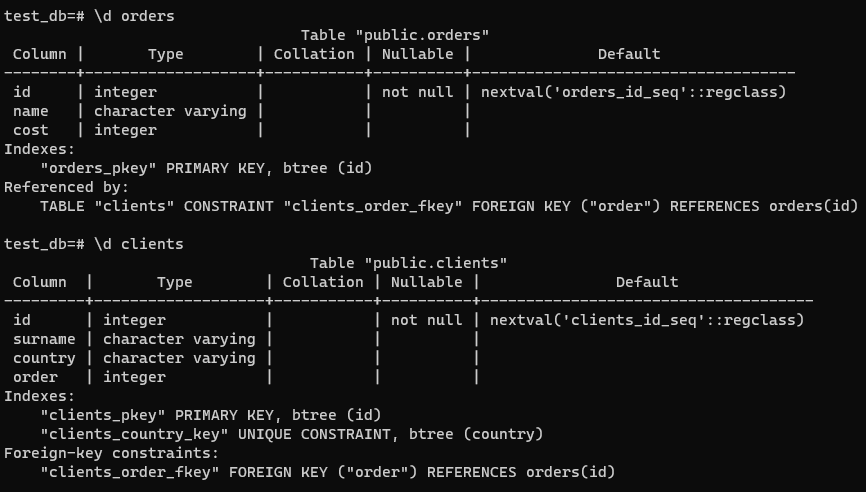 test_db=# \d orders
                                 Table "public.orders"
 Column |       Type        | Collation | Nullable |              Default
--------+-------------------+-----------+----------+------------------------------------
 id     | integer           |           | not null | nextval('orders_id_seq'::regclass)
 name   | character varying |           |          |
 cost   | integer           |           |          |
Indexes:
    "orders_pkey" PRIMARY KEY, btree (id)
Referenced by:
    TABLE "clients" CONSTRAINT "clients_order_fkey" FOREIGN KEY ("order") REFERENCES orders(id)

test_db=# \d clients
                                  Table "public.clients"
 Column  |       Type        | Collation | Nullable |               Default
---------+-------------------+-----------+----------+-------------------------------------
 id      | integer           |           | not null | nextval('clients_id_seq'::regclass)
 surname | character varying |           |          |
 country | character varying |           |          |
 order   | integer           |           |          |
Indexes:
    "clients_pkey" PRIMARY KEY, btree (id)
    "clients_country_key" UNIQUE CONSTRAINT, btree (country)
Foreign-key constraints:
    "clients_order_fkey" FOREIGN KEY ("order") REFERENCES orders(id)